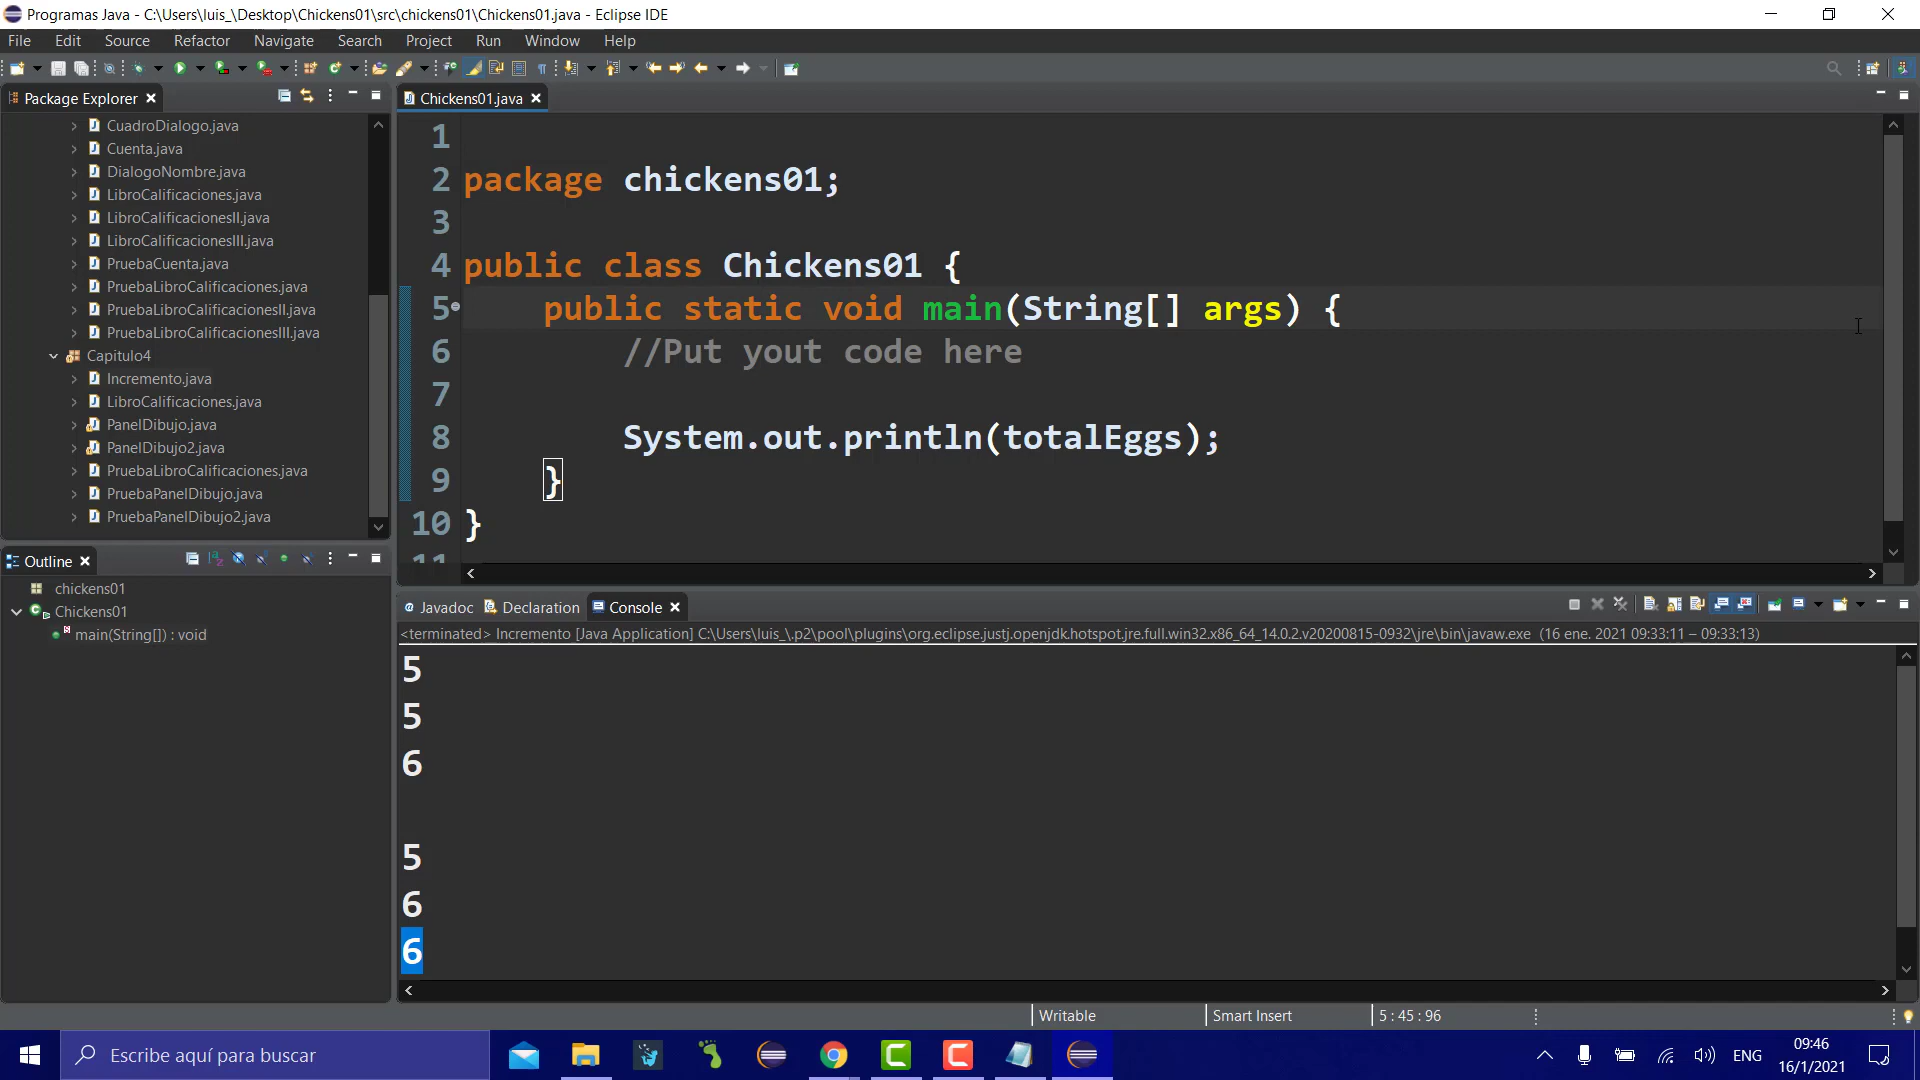 Programas Java - C:\Users\luis_\Desktop\Chickens01\src\chickens01\Chickens01.java - Eclipse IDE
File Edit Source Refactor Navigate Search Project Run Window Help
Package Explorer
Chickens01.java
CuadroDialogo.java
Cuenta.java
DialogoNombre.java
LibroCalificaciones.java
LibroCalificacionesII.java
LibroCalificacionesIII.java
PruebaCuenta.java
PruebaLibroCalificaciones.java
PruebaLibroCalificacionesII.java
PruebaLibroCalificacionesIII.java
Capitulo4
Incremento.java
LibroCalificaciones.java
PanelDibujo.java
PanelDibujo2.java
PruebaLibroCalificaciones.java
PruebaPanelDibujo.java
PruebaPanelDibujo2.java
1
2 package chickens01;
3
4 public class Chickens01 {
5 public static void main(String[] args) {
6 //Put yout code here
7
8 System.out.println(totalEggs);
9 }
10 }
11
Outline
chickens01
Chickens01
main(String[]) : void
Javadoc Declaration Console
<terminated> Incremento [Java Application] C:\Users\luis_\.p2\pool\plugins\org.eclipse.justj.openjdk.hotspot.jre.full.win32.x86_64_14.0.2.v20200815-0932\jre\bin\javaw.exe (16 ene. 2021 09:33:11 – 09:33:13)
5
5
6
5
6
6
Writable Smart Insert 5 : 45 : 96
Escribe aquí para buscar
ENG
09:46
16/1/2021